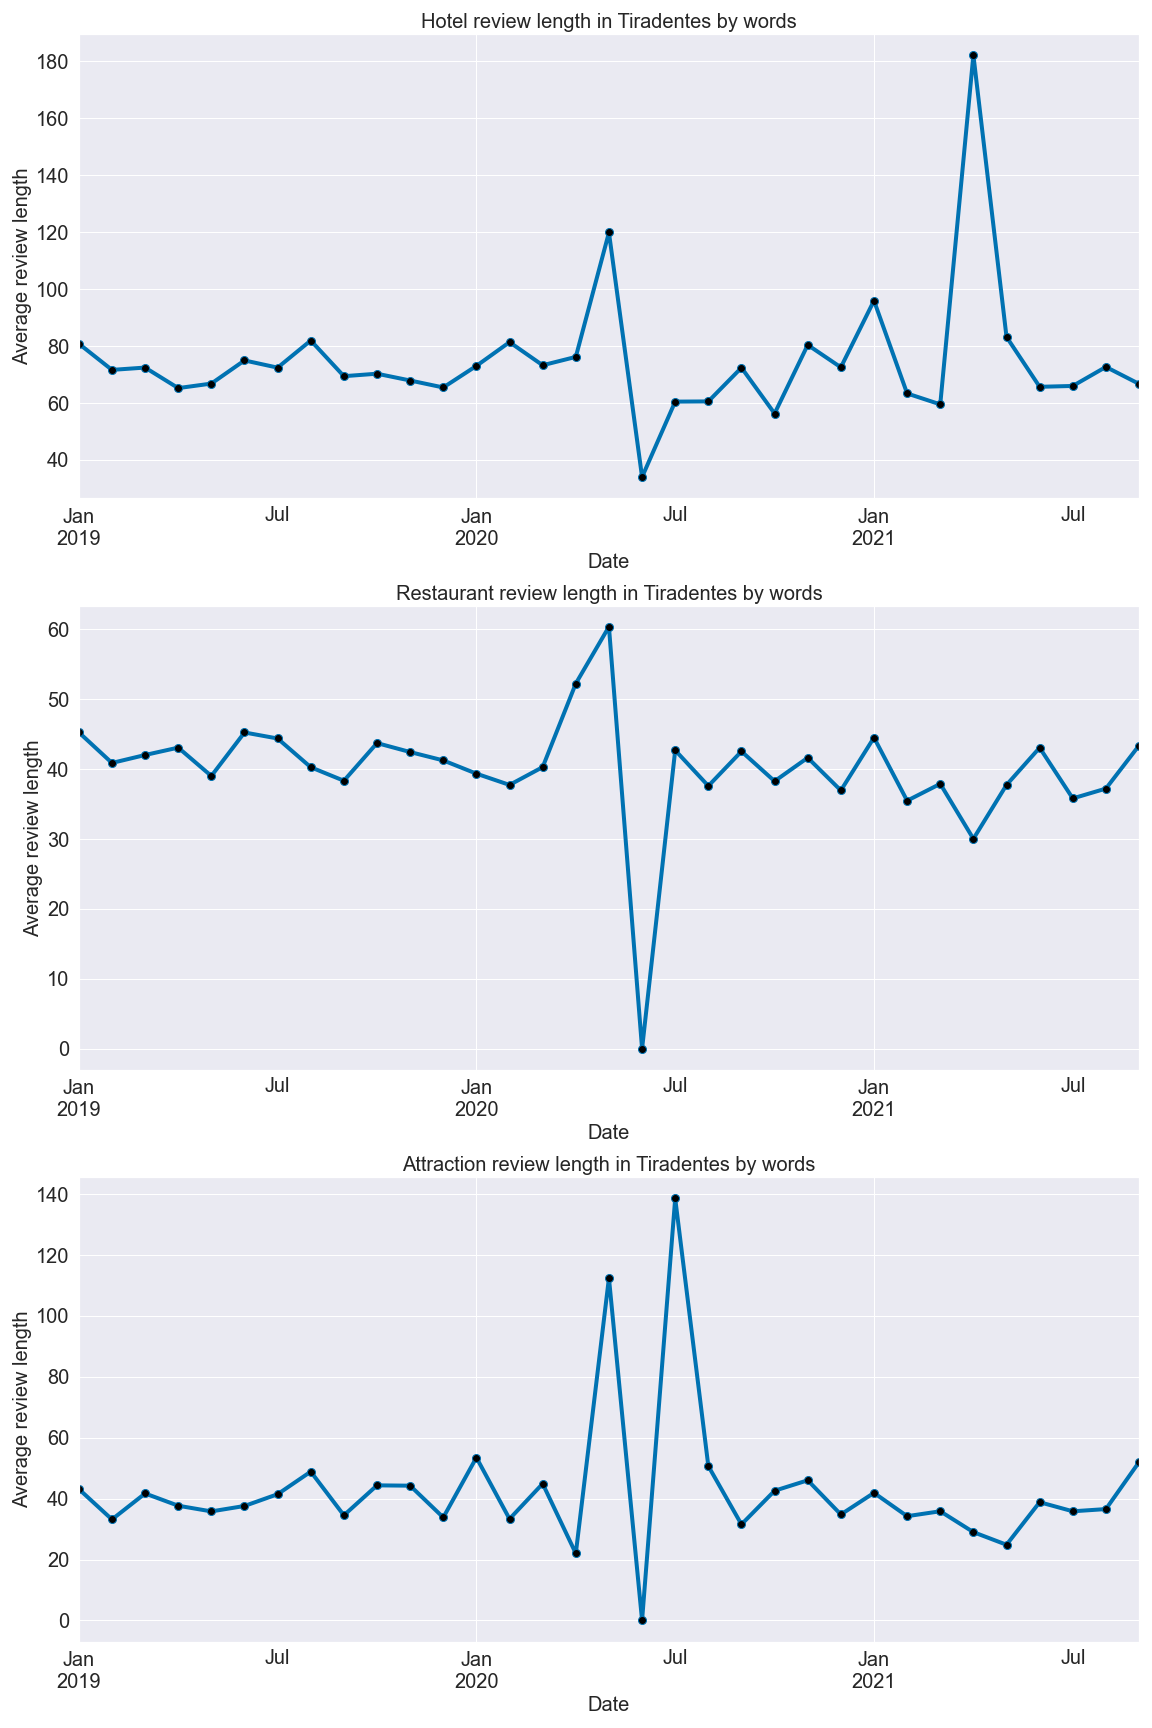 Hotel review length in Tiradentes by words
Average review length
180
160
140
120
100
80
60
40
Jan
2019
Jul
Jan
2020
Jul
Jan
2021
Jul
Date
Restaurant review length in Tiradentes by words
Average review length
60
50
40
30
20
10
0
Jan
2019
Jul
Jan
2020
Jul
Jan
2021
Jul
Date
Attraction review length in Tiradentes by words
Average review length
140
120
100
80
60
40
20
0
Jan
2019
Jul
Jan
2020
Jul
Jan
2021
Jul
Date